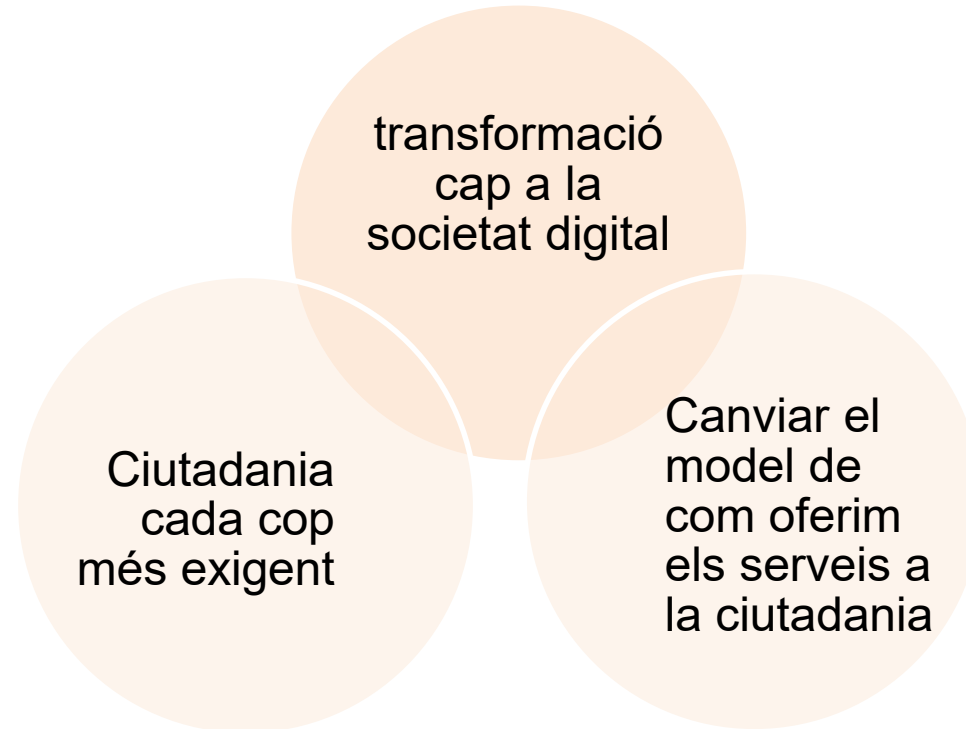 transformació
cap a la
societat digital
Ciutadania
cada cop
més exigent
Canviar el
model de
com oferim
els serveis a
la ciutadania